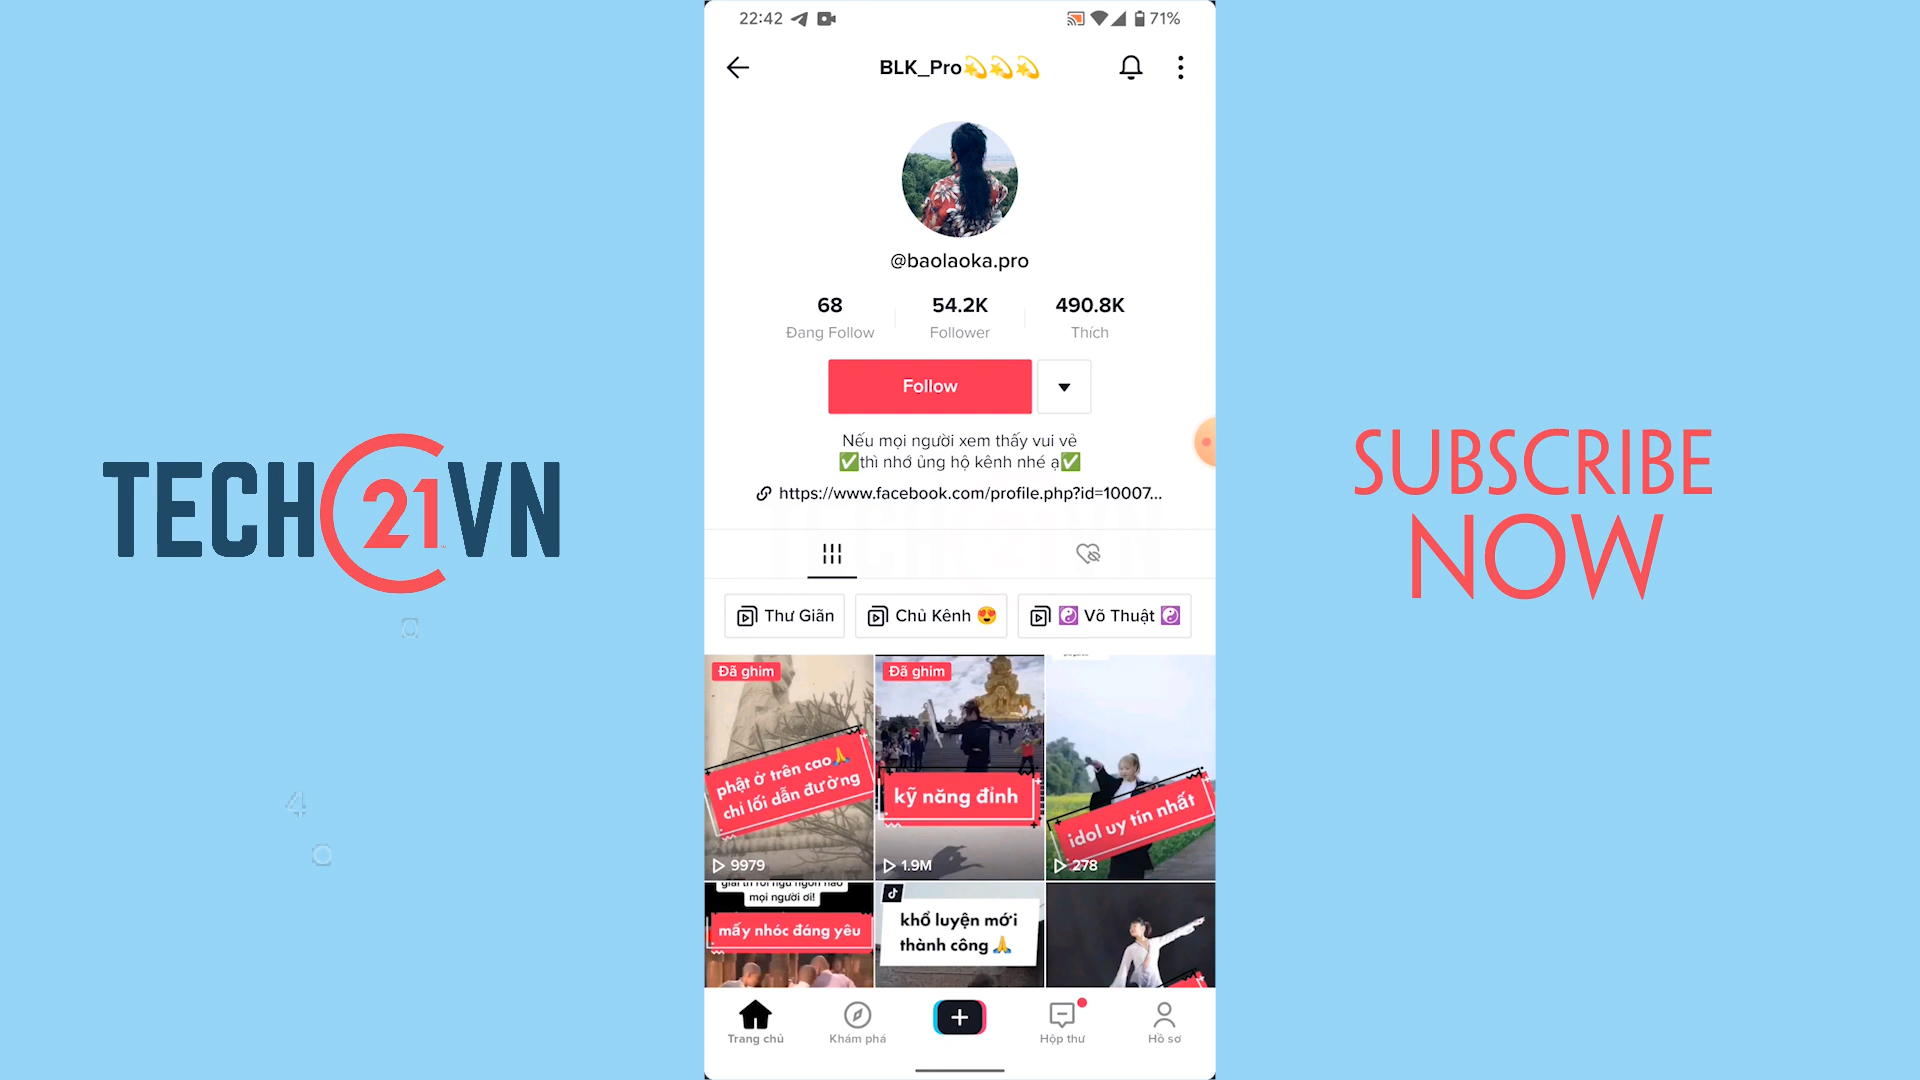 22:42
71%
BLK_Pro💫💫💫
@baolaoka.pro
68
54.2K
490.8K
Đang Follow
Follower
Thích
Follow
Nếu mọi người xem thấy vui vẻ
✅thì nhớ ủng hộ kênh nhé ạ✅
https://www.facebook.com/profile.php?id=10007...
TECH21VN
SUBSCRIBE
NOW
Thư Giãn
Chủ Kênh 😍
☯️ Võ Thuật ☯️
Đã ghim
phật ở trên cao🙏
chỉ lối dẫn đường
9979
Đã ghim
kỹ năng đỉnh
1.9M
idol uy tín nhất
278
mọi người ơi!
mấy nhóc đáng yêu
khổ luyện mới
thành công 🙏
Trang chủ
Khám phá
Hộp thư
Hồ sơ